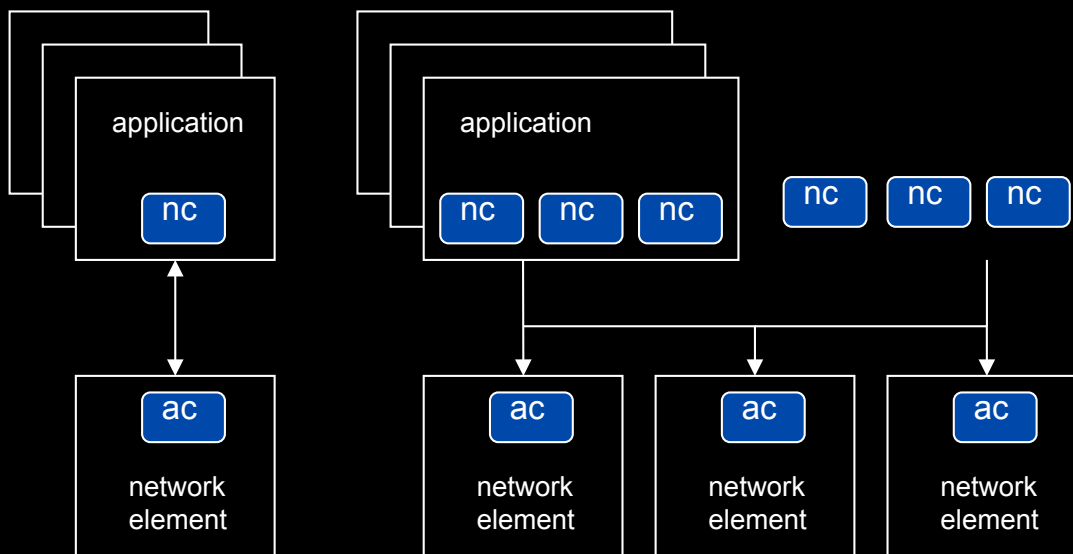 application
application
nc
nc
nc
nc
nc
nc
nc
ac
ac
ac
ac
network
element
network
element
network
element
network
element